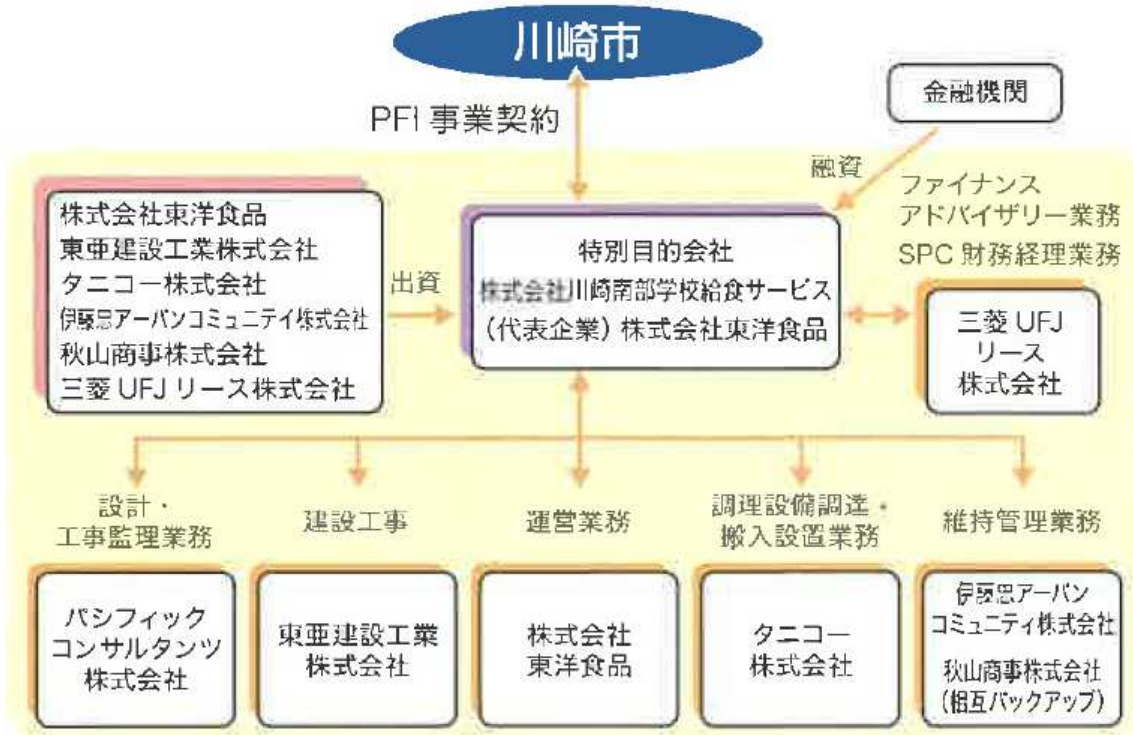 川崎市
PFI 事業契約
金融機関
融資
株式会社東洋食品
東亜建設工業株式会社
タニコー株式会社
伊藤忠アーバンコミュニティ株式会社
秋山商事株式会社
三菱 UFJ リース株式会社
出資
特別目的会社
株式会社川崎南部学校給食サービス
(代表企業) 株式会社東洋食品
ファイナンス
アドバイザリー業務
SPC 財務経理業務
三菱 UFJ
リース
株式会社
設計・
工事監理業務
パシフィック
コンサルタンツ
株式会社
建設工事
東亜建設工業
株式会社
運営業務
株式会社
東洋食品
調理設備調達・
搬入設置業務
タニコー
株式会社
維持管理業務
伊藤忠アーバン
コミュニティ株式会社
秋山商事株式会社
(相互バックアップ)